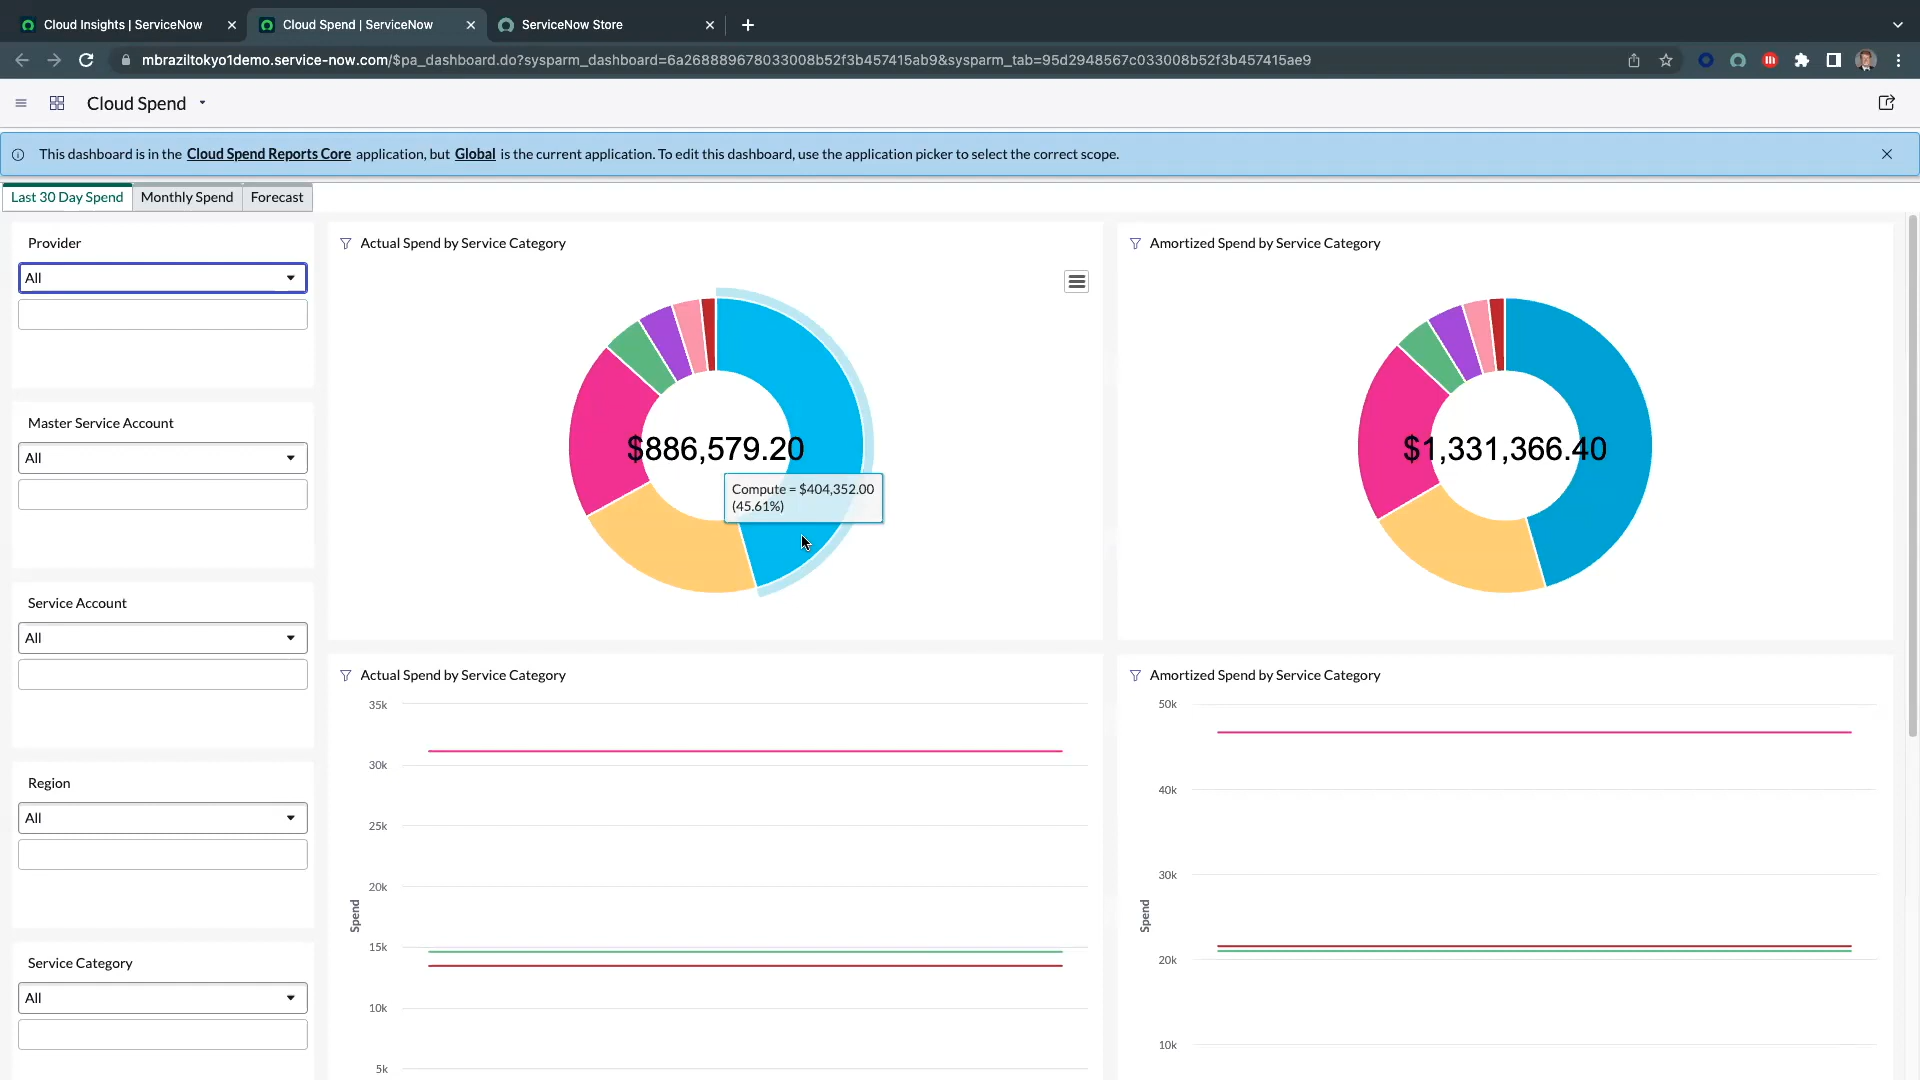 Cloud Insights | ServiceNow
Cloud Spend | ServiceNow
ServiceNow Store
mbraziltokyo1demo.service-now.com/$pa_dashboard.do?sysparm_dashboard=6a268889678033008b52f3b457415ab9&sysparm_tab=95d2948567c033008b52f3b457415ae9
Cloud Spend
This dashboard is in the Cloud Spend Reports Core application, but Global is the current application. To edit this dashboard, use the application picker to select the correct scope.
Last 30 Day Spend
Monthly Spend
Forecast
Provider
All
Master Service Account
All
Service Account
All
Region
All
Service Category
All
Actual Spend by Service Category
$886,579.20
Compute = $404,352.00
(45.61%)
Amortized Spend by Service Category
$1,331,366.40
Actual Spend by Service Category
35k
30k
25k
20k
15k
10k
5k
Spend
Amortized Spend by Service Category
50k
40k
30k
20k
10k
Spend